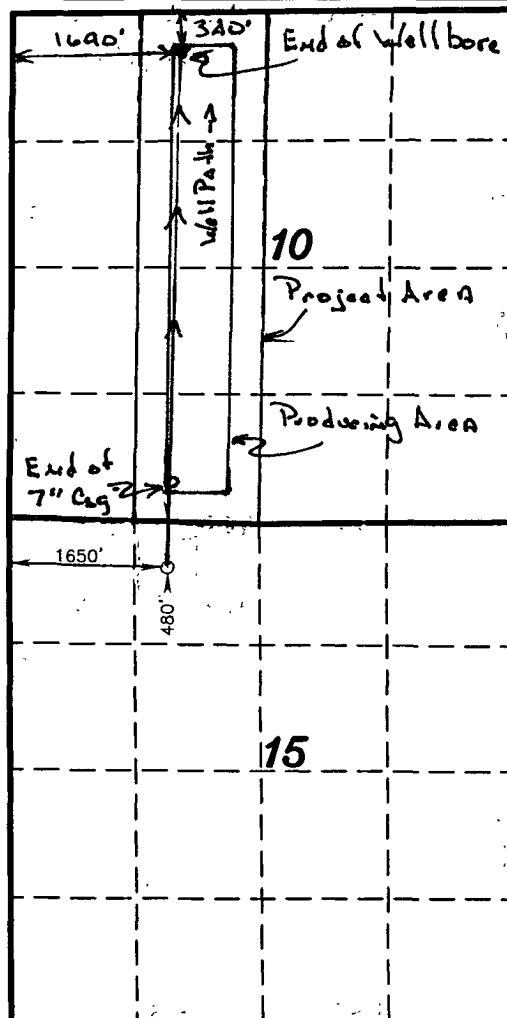 1690'
340'
End of Wellbore
Well Path →
10
Project Area
Producing Area
End of
7" Csg
1650'
480'
15